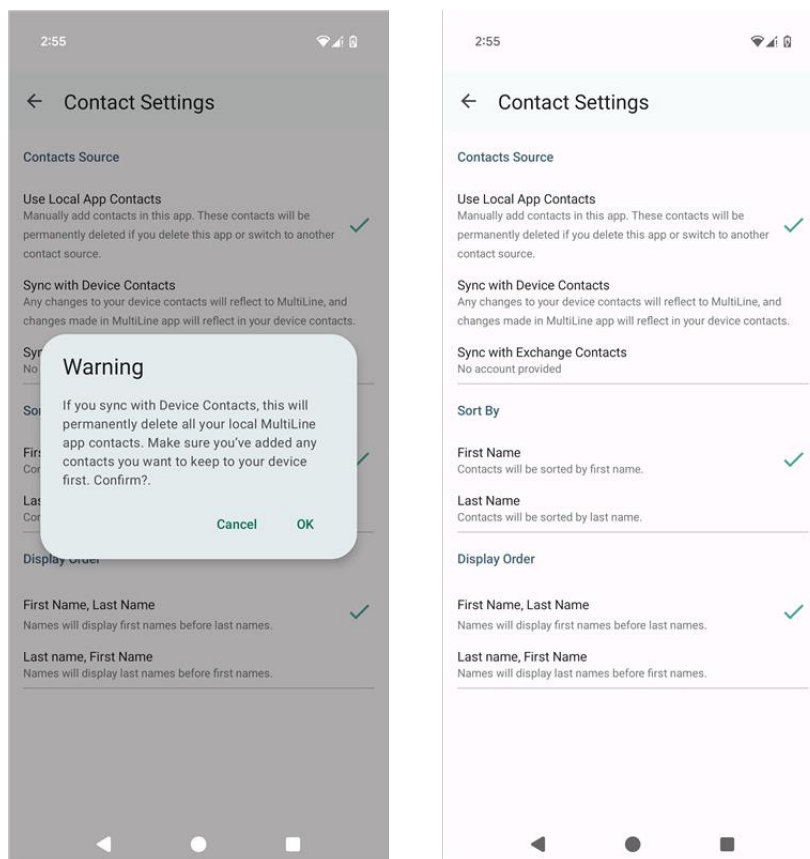 2:55
Contact Settings
Contacts Source
Use Local App Contacts
Manually add contacts in this app. These contacts will be
permanently deleted if you delete this app or switch to another
contact source.
Sync with Device Contacts
Any changes to your device contacts will reflect to MultiLine, and
changes made in MultiLine app will reflect in your device contacts.
No
Warning
If you sync with Device Contacts, this will
permanently delete all your local MultiLine
app contacts. Make sure you've added any
contacts you want to keep to your device
first. Confirm?.
Cancel OK
Display Order
First Name, Last Name
Names will display first names before last names.
Last name, First Name
Names will display last names before first names.
2:55
Contact Settings
Contacts Source
Use Local App Contacts
Manually add contacts in this app. These contacts will be
permanently deleted if you delete this app or switch to another
contact source.
Sync with Device Contacts
Any changes to your device contacts will reflect to MultiLine, and
changes made in MultiLine app will reflect in your device contacts.
Sync with Exchange Contacts
No account provided
Sort By
First Name
Contacts will be sorted by first name.
Last Name
Contacts will be sorted by last name.
Display Order
First Name, Last Name
Names will display first names before last names.
Last name, First Name
Names will display last names before first names.